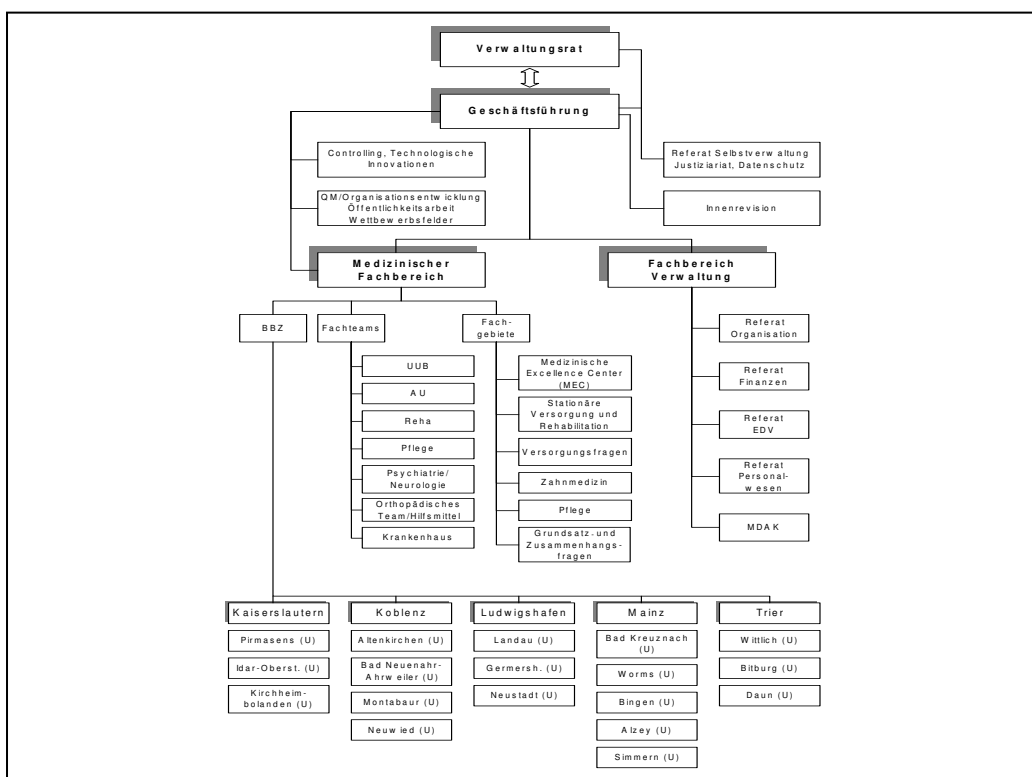 Verwaltungsrat
Geschäftsführung
Controlling, Technologische
Innovationen
Referat Selbstverwaltung
Justiziariat, Datenschutz
QM/Organisationsentwicklung
Öffentlichkeitsarbeit
Wettbewerbsfelder
Innenrevision
Medizinischer
Fachbereich
Fachbereich
Verwaltung
BBZ
Fachteams
Fach-
gebiete
UUB
AU
Reha
Pflege
Psychiatrie/
Neurologie
Orthopädisches
Team/Hilfsmittel
Krankenhaus
Medizinische
Excellence Center
(MEC)
Stationäre
Versorgung und
Rehabilitation
Versorgungsfragen
Zahnmedizin
Pflege
Grundsatz-und
Zusammenhangs-
fragen
Referat
Organisation
Referat
Finanzen
Referat
EDV
Referat
Personal-
wesen
MDAK
Kaiserslautern
Pirmasens (U)
Idar-Oberst. (U)
Kirchheim-
bolanden (U)
Koblenz
Altenkirchen (U)
Bad Neuenahr-
Ahrweiler (U)
Montabaur (U)
Neuwied (U)
Ludwigshafen
Landau (U)
Germersh. (U)
Neustadt (U)
Mainz
Bad Kreuznach
(U)
Worms (U)
Bingen (U)
Alzey (U)
Simmern (U)
Trier
Wittlich (U)
Bitburg (U)
Daun (U)